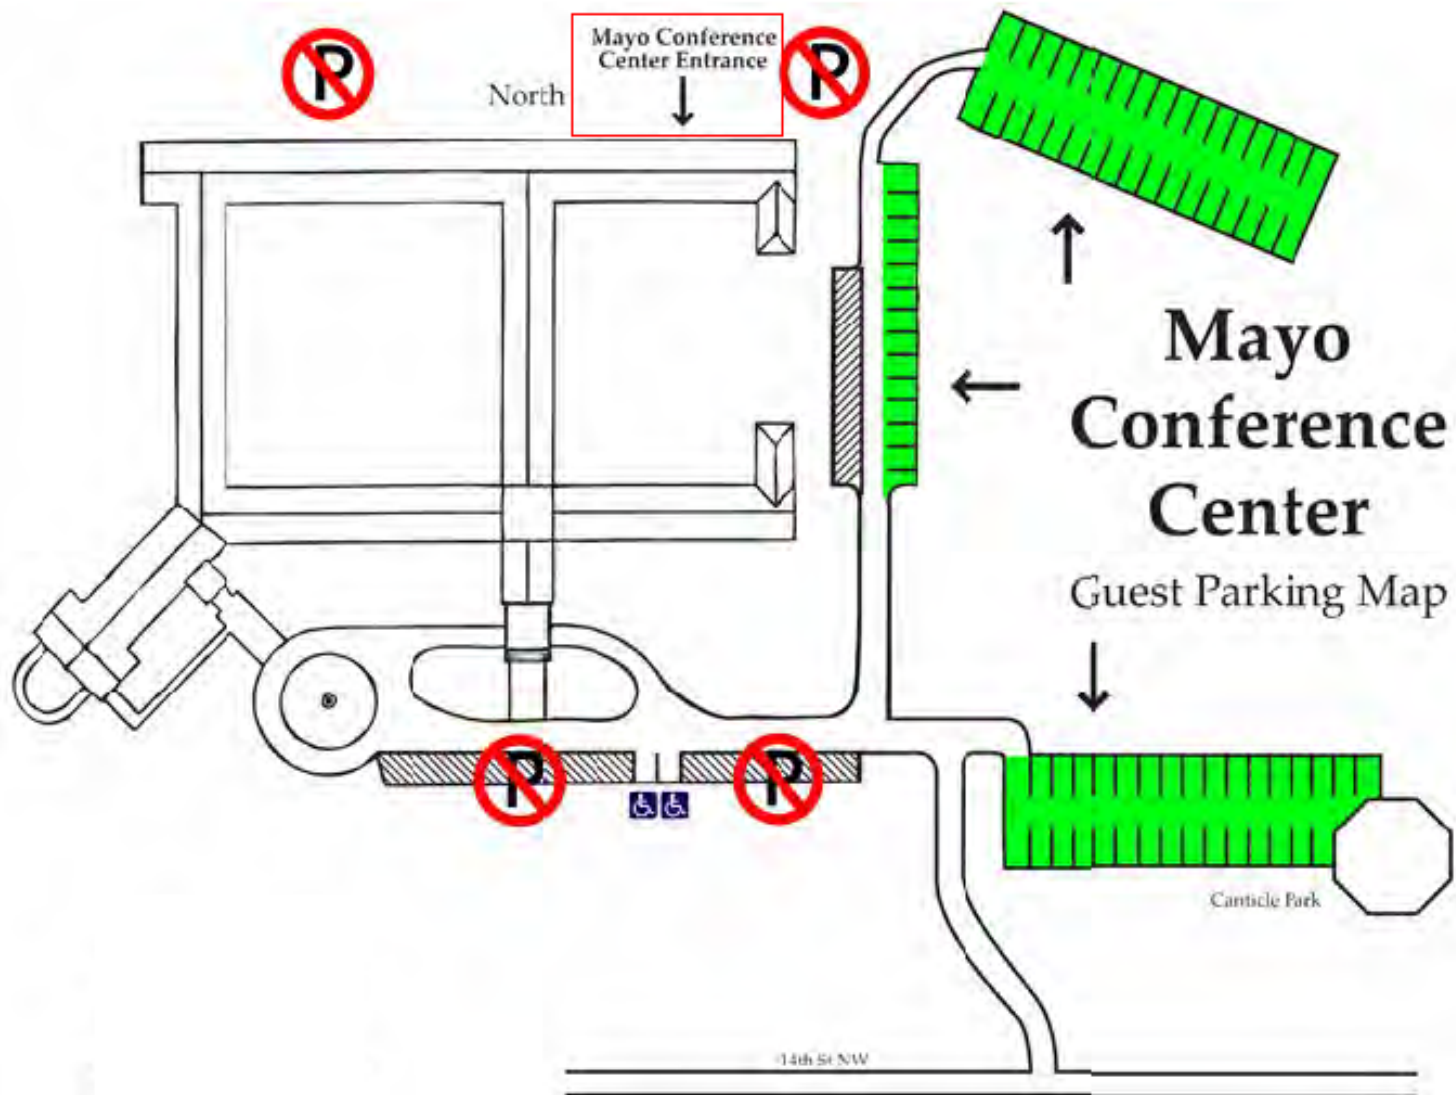 Mayo Conference
Center Entrance
North
P
P
Mayo
Conference
Center
Guest Parking Map
P
P
Canticle Park
14th St NW